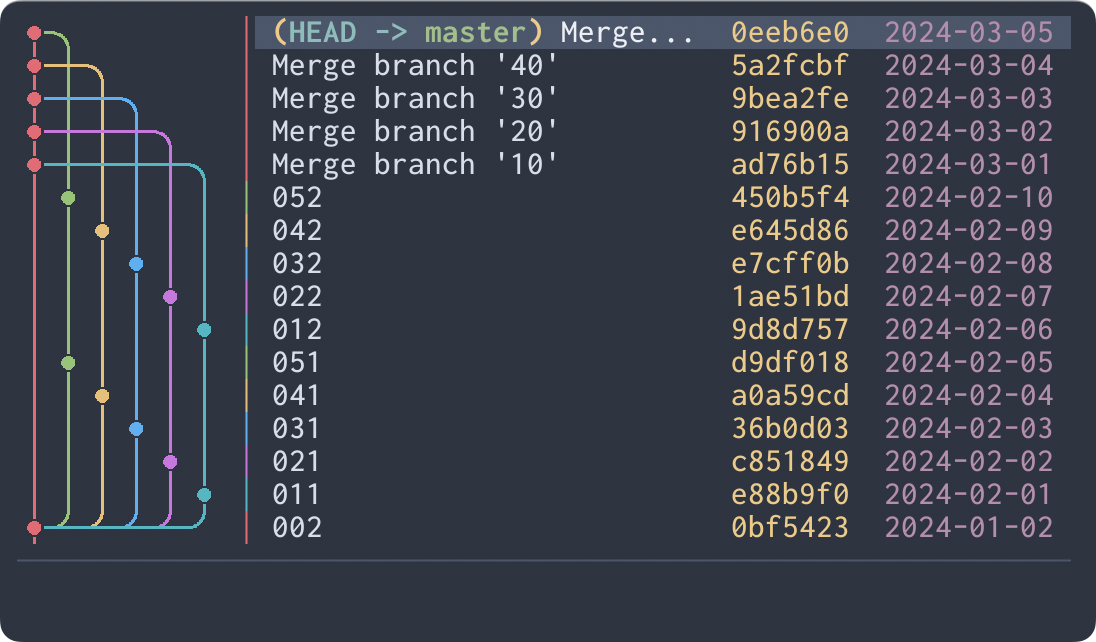 (HEAD -> master) Merge... 0eeb6e0 2024-03-05
Merge branch '40' 5a2fcbf 2024-03-04
Merge branch '30' 9bea2fe 2024-03-03
Merge branch '20' 916900a 2024-03-02
Merge branch '10' ad76b15 2024-03-01
052 450b5f4 2024-02-10
042 e645d86 2024-02-09
032 e7cff0b 2024-02-08
022 1ae51bd 2024-02-07
012 9d8d757 2024-02-06
051 d9df018 2024-02-05
041 a0a59cd 2024-02-04
031 36b0d03 2024-02-03
021 c851849 2024-02-02
011 e88b9f0 2024-02-01
002 0bf5423 2024-01-02